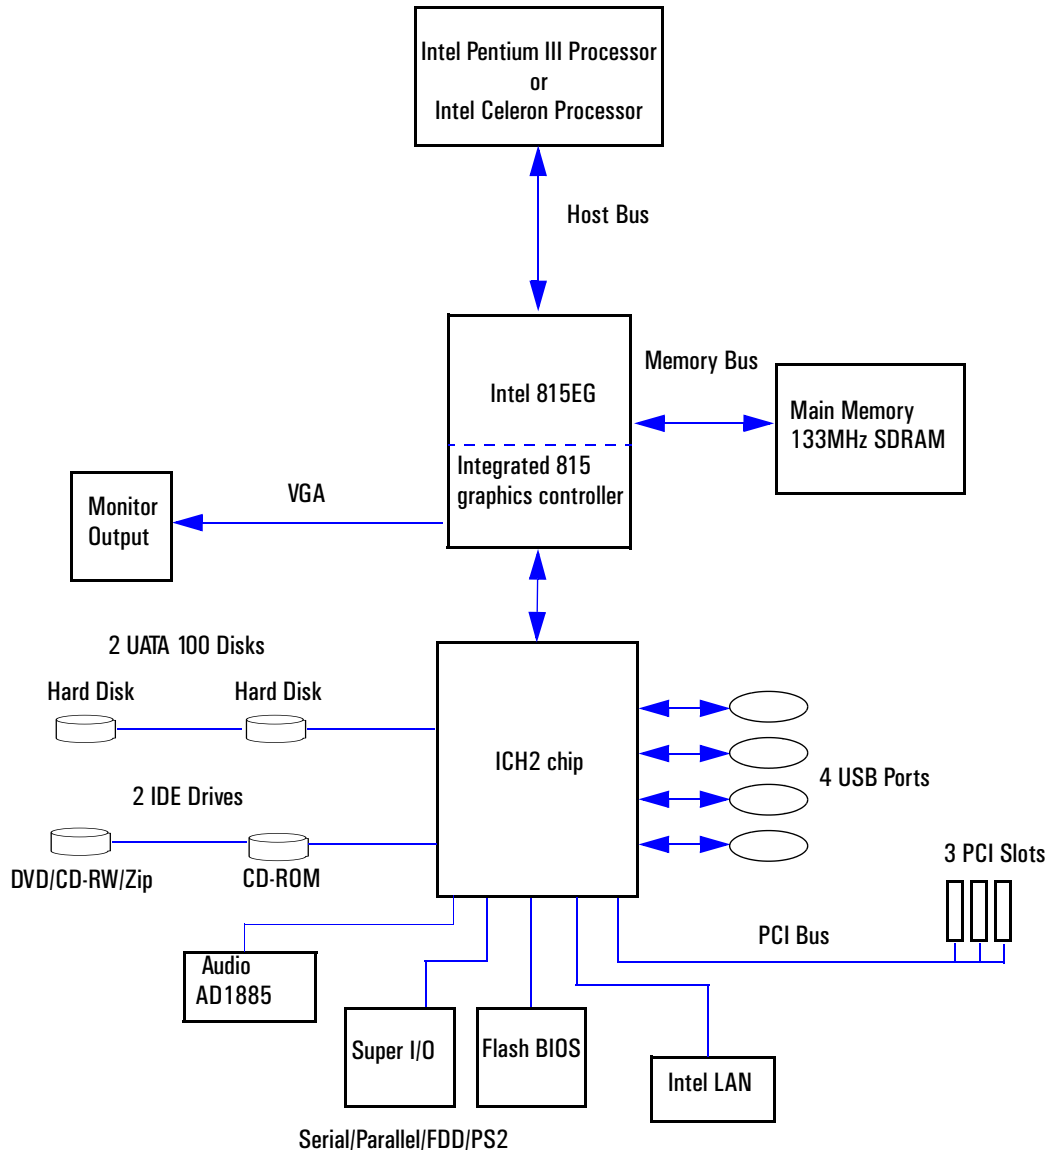 Intel Pentium III Processor
or
Intel Celeron Processor
Host Bus
Intel 815EG
Integrated 815
graphics controller
Memory Bus
Main Memory
133MHz SDRAM
VGA
Monitor
Output
2 UATA 100 Disks
Hard Disk
Hard Disk
2 IDE Drives
DVD/CD-RW/Zip
CD-ROM
ICH2 chip
4 USB Ports
3 PCI Slots
PCI Bus
Audio
AD1885
Super I/O
Flash BIOS
Intel LAN
Serial/Parallel/FDD/PS2